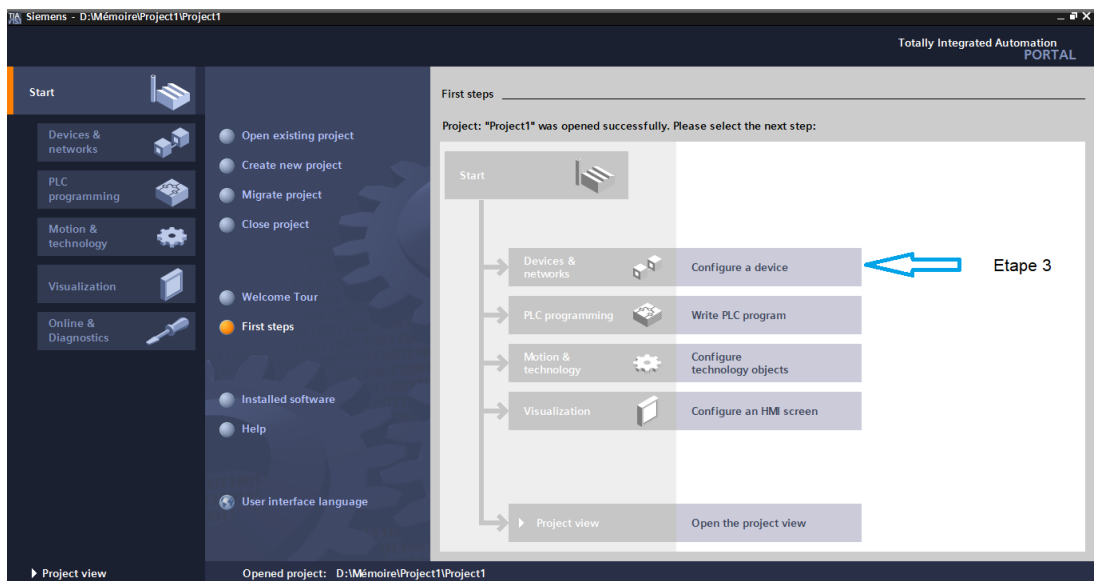 Siemens - D:\Mémoire\Project1\Project1
Totally Integrated Automation
PORTAL
Start
Devices &
networks
PLC
programming
Motion &
technology
Visualization
Online &
Diagnostics
Open existing project
Create new project
Migrate project
Close project
Welcome Tour
First steps
Installed software
Help
User interface language
First steps
Project: "Project1" was opened successfully. Please select the next step:
Start
Devices &
networks
Configure a device
Etape 3
PLC programming
Write PLC program
Motion &
technology
Configure
technology objects
Visualization
Configure an HMI screen
Project view
Open the project view
Project view
Opened project: D:\Mémoire\Project1\Project1